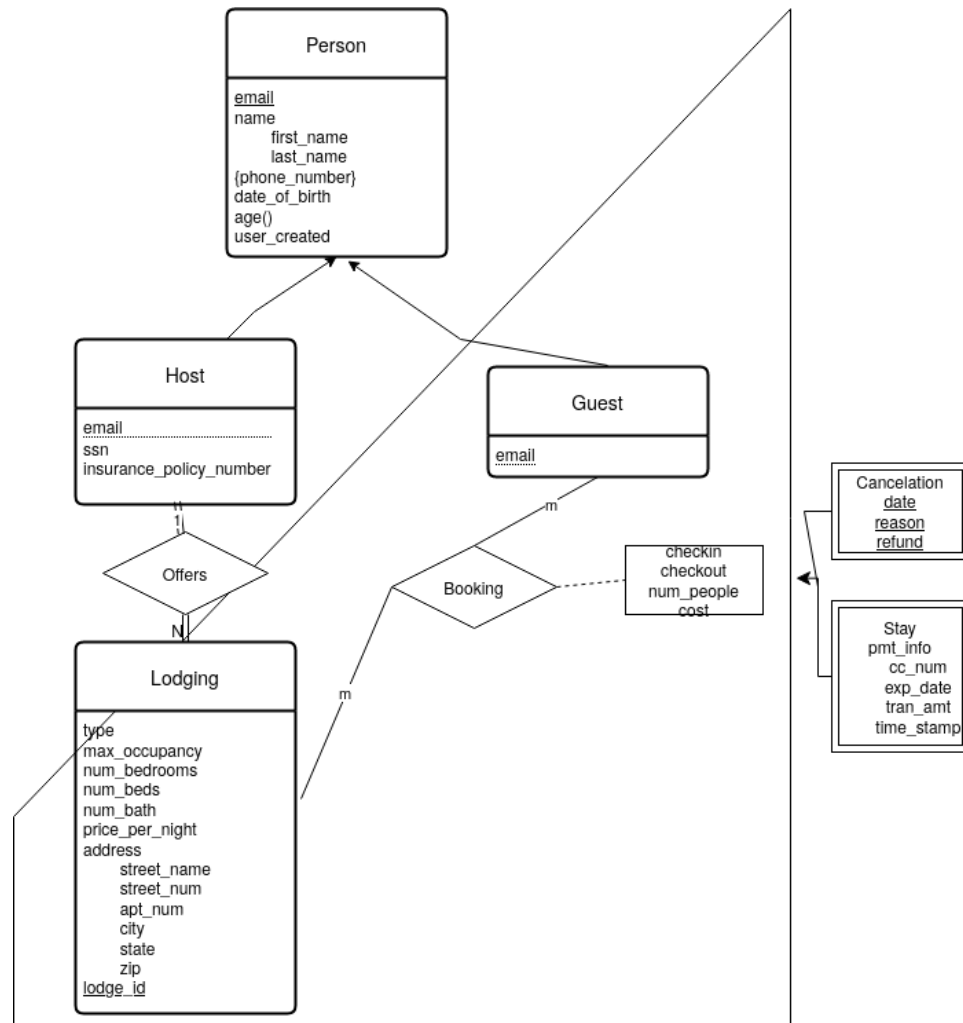 Person
email
name
first_name
last_name
{phone_number}
date_of_birth
age()
user_created
Host
email
ssn
insurance_policy_number
Guest
email
1
Offers
N
m
Booking
checkin
checkout
num_people
cost
m
Cancelation
date
reason
refund
Stay
pmt_info
cc_num
exp_date
tran_amt
time_stamp
Lodging
type
max_occupancy
num_bedrooms
num_beds
num_bath
price_per_night
address
street_name
street_num
apt_num
city
state
zip
lodge_id